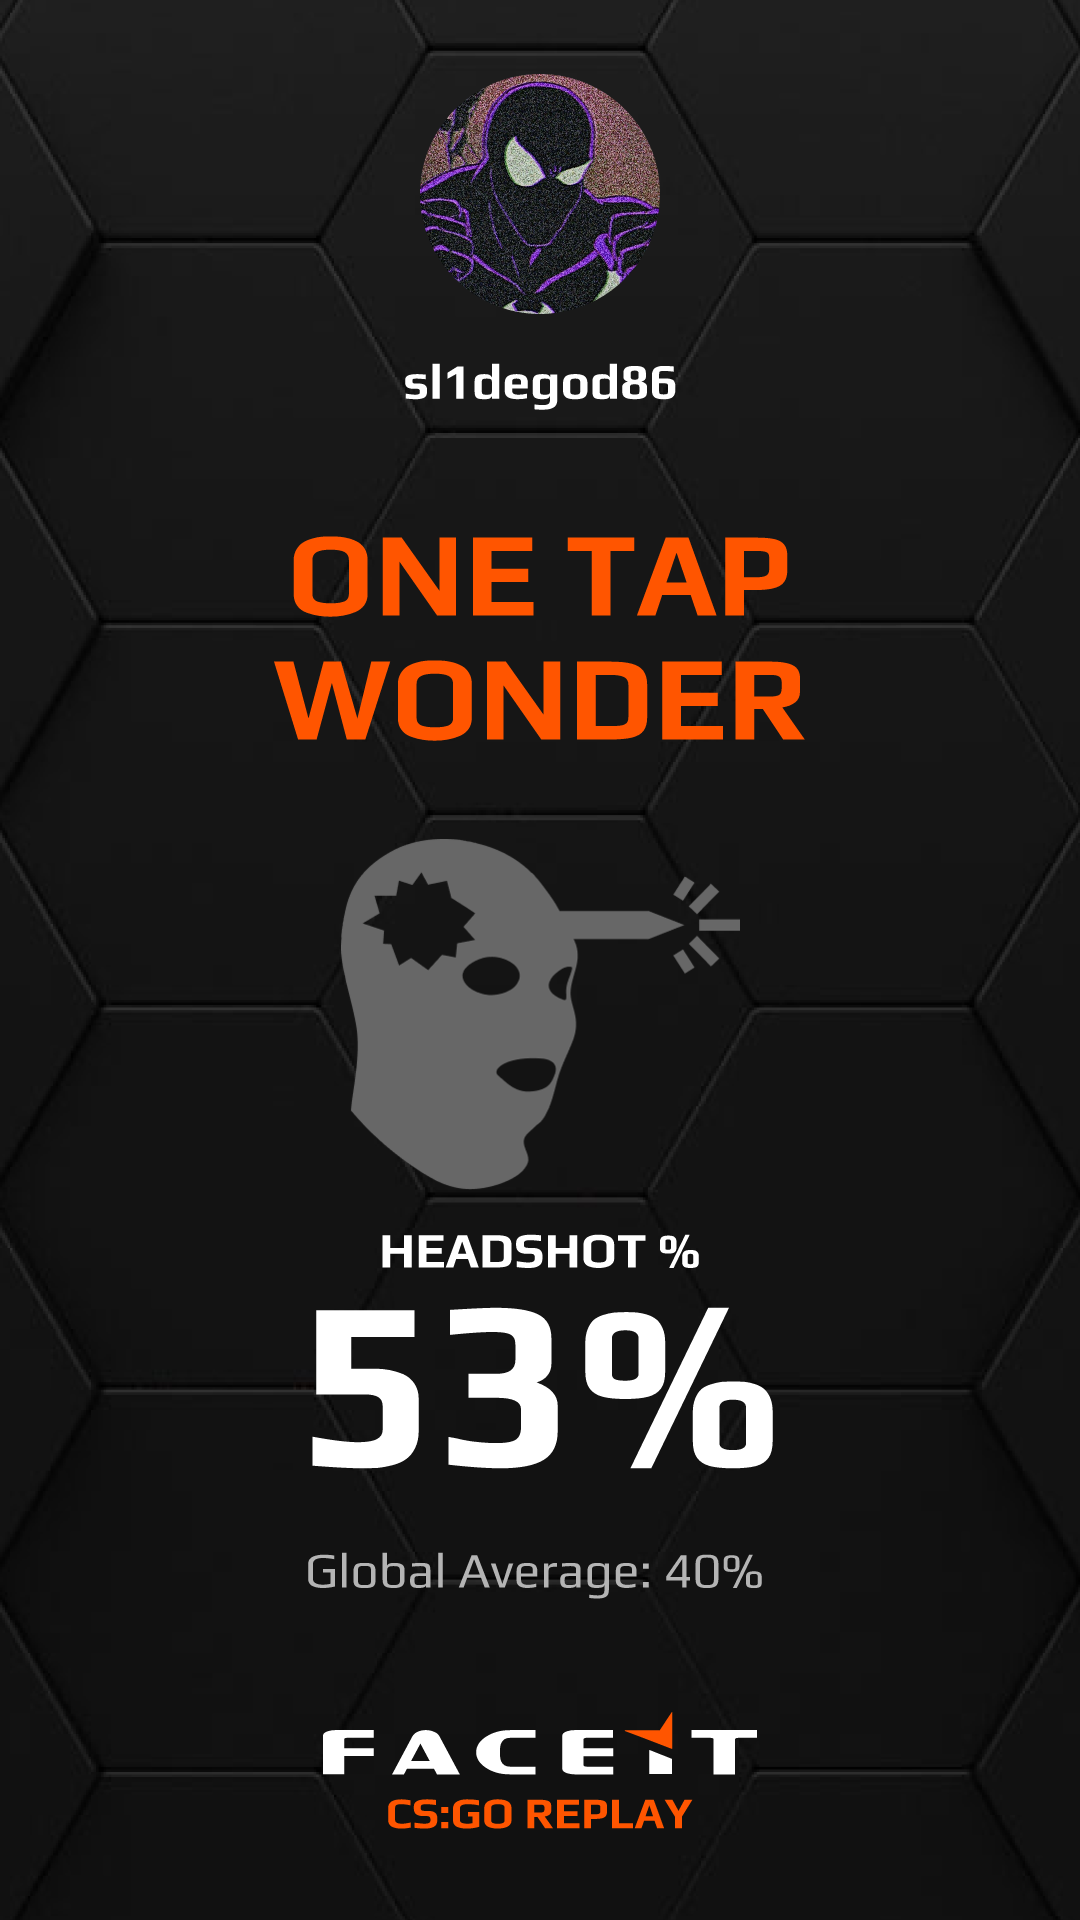 sl1degod86
ONE TAP
WONDER
HEADSHOT %
53%
Global Average: 40%
FACEIT
CS:GO REPLAY